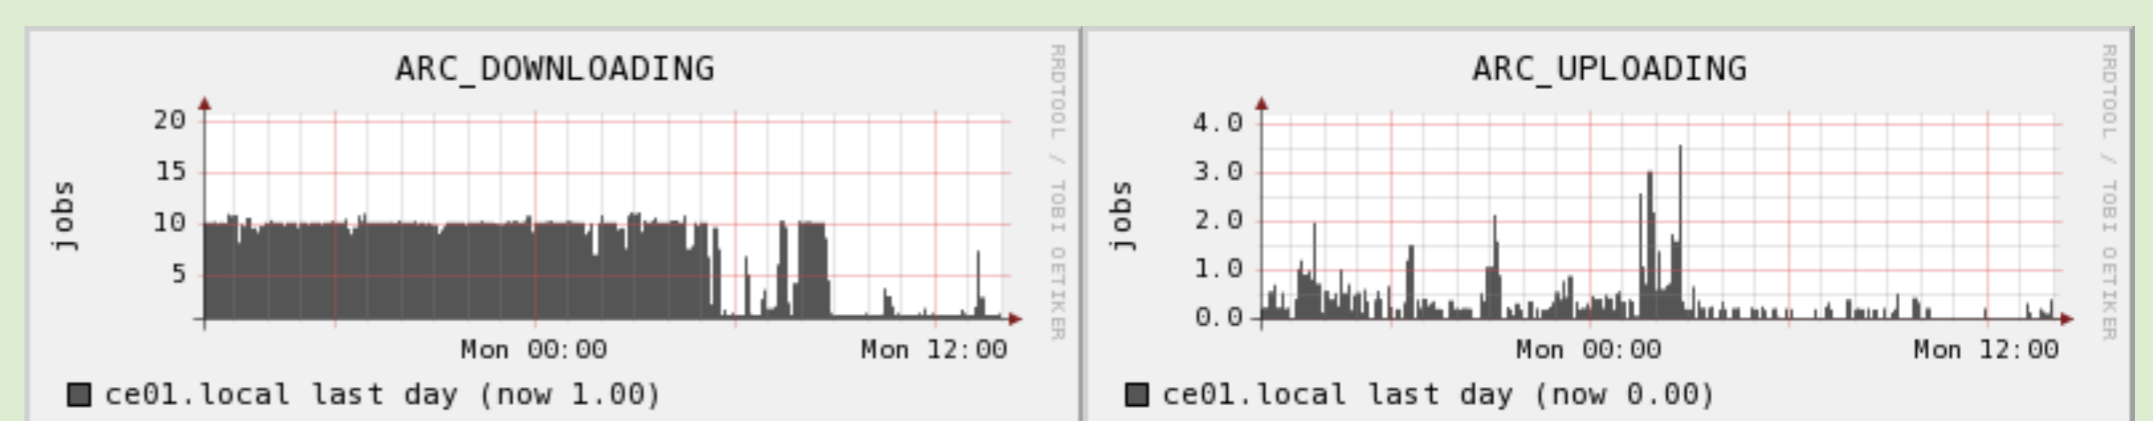 ARC_DOWNLOADING
RRDTOOL / TOBI OETIKER
jobs
20
15
10
5
Mon 00:00
Mon 12:00
ce01.local last day (now 1.00)
ARC_UPLOADING
RRDTOOL / TOBI OETIKER
jobs
4.0
3.0
2.0
1.0
0.0
Mon 00:00
Mon 12:00
ce01.local last day (now 0.00)